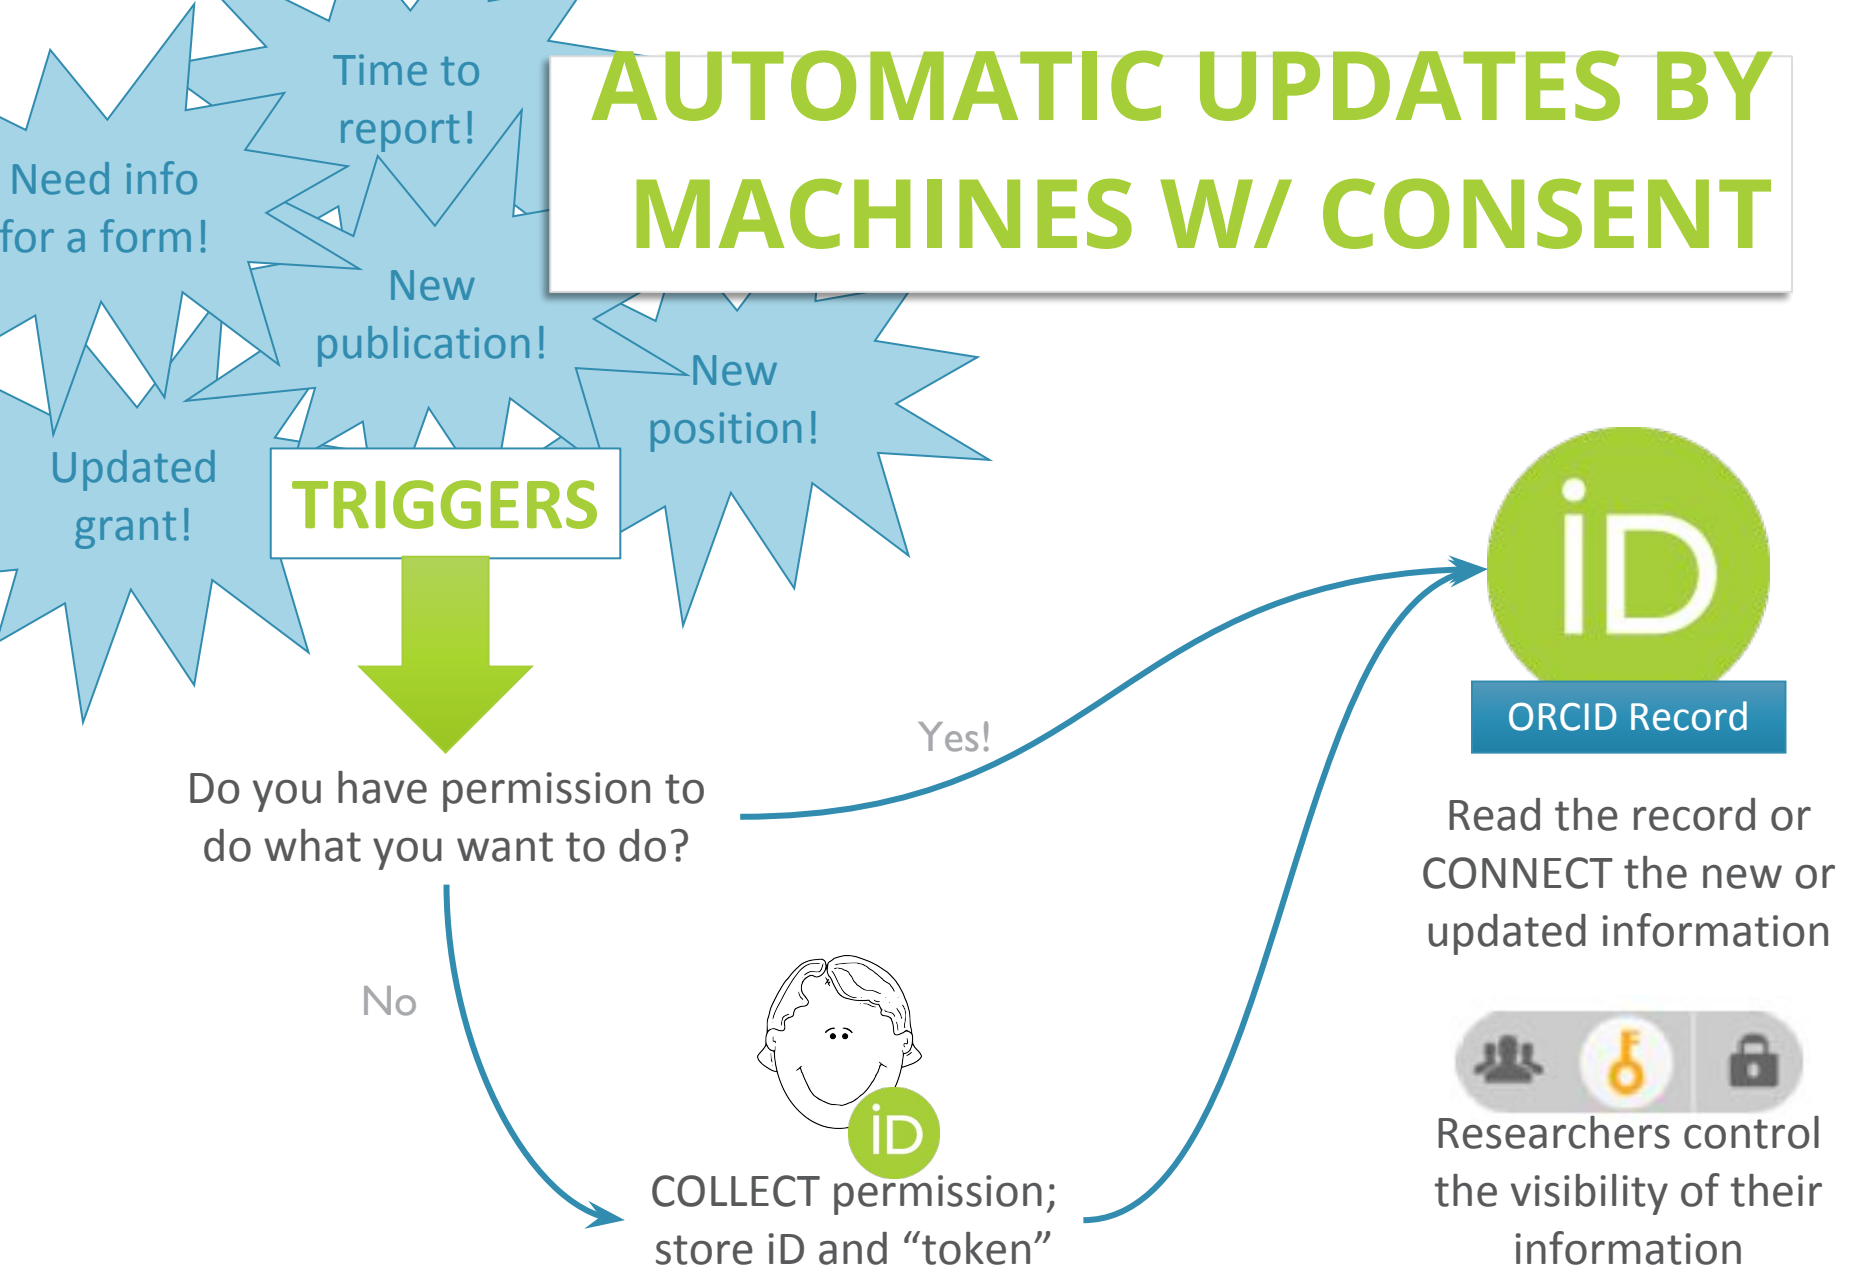 AUTOMATIC UPDATES BY
MACHINES W/ CONSENT
Time to
report!
Need info
for a form!
New
publication!
New
position!
Updated
grant!
TRIGGERS
Do you have permission to
do what you want to do?
Yes!
No
iD
COLLECT permission;
store iD and “token”
iD
ORCID Record
Read the record or
CONNECT the new or
updated information
Researchers control
the visibility of their
information